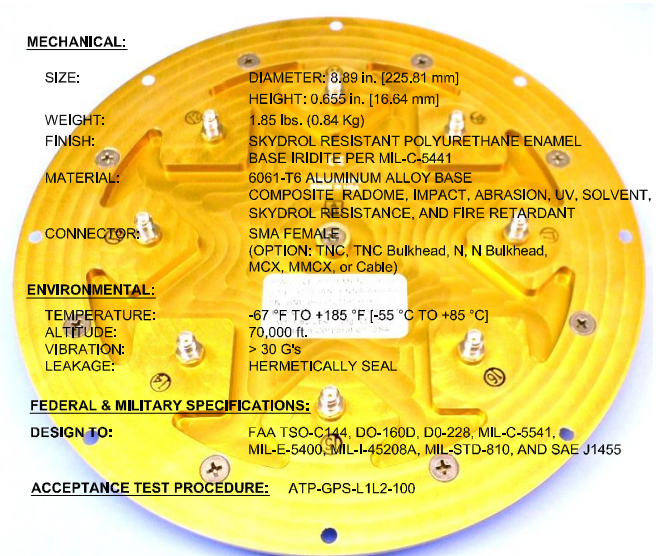 MECHANICAL:
SIZE: DIAMETER: 8.89 in. [225.81 mm]
HEIGHT: 0.655 in. [16.64 mm]
WEIGHT: 1.85 lbs. (0.84 Kg)
FINISH: SKYDROL RESISTANT POLYURETHANE ENAMEL
BASE IRIDITE PER MIL-C-5441
MATERIAL: 6061-T6 ALUMINUM ALLOY BASE
COMPOSITE RADOME, IMPACT, ABRASION, UV, SOLVENT,
SKYDROL RESISTANCE, AND FIRE RETARDANT
CONNECTOR: SMA FEMALE
(OPTION: TNC, TNC Bulkhead, N, N Bulkhead,
MCX, MMCX, or Cable)
ENVIRONMENTAL:
TEMPERATURE: -67 °F TO +185 °F [-55 °C TO +85 °C]
ALTITUDE: 70,000 ft.
VIBRATION: > 30 G's
LEAKAGE: HERMETICALLY SEAL
FEDERAL & MILITARY SPECIFICATIONS:
DESIGN TO: FAA TSO-C144, DO-160D, D0-228, MIL-C-5541,
MIL-E-5400, MIL-I-45208A, MIL-STD-810, AND SAE J1455
ACCEPTANCE TEST PROCEDURE: ATP-GPS-L1L2-100